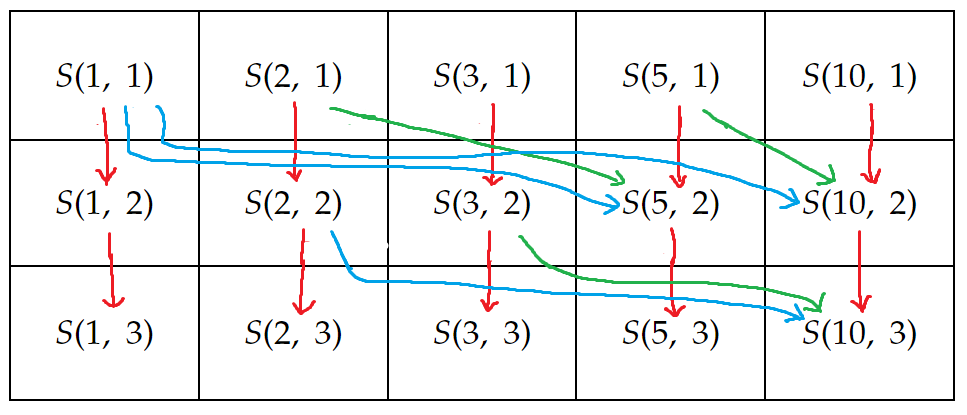 S(1, 1) S(2, 1) S(3, 1) S(5, 1) S(10, 1)
S(1, 2) S(2, 2) S(3, 2) S(5, 2) S(10, 2)
S(1, 3) S(2, 3) S(3, 3) S(5, 3) S(10, 3)